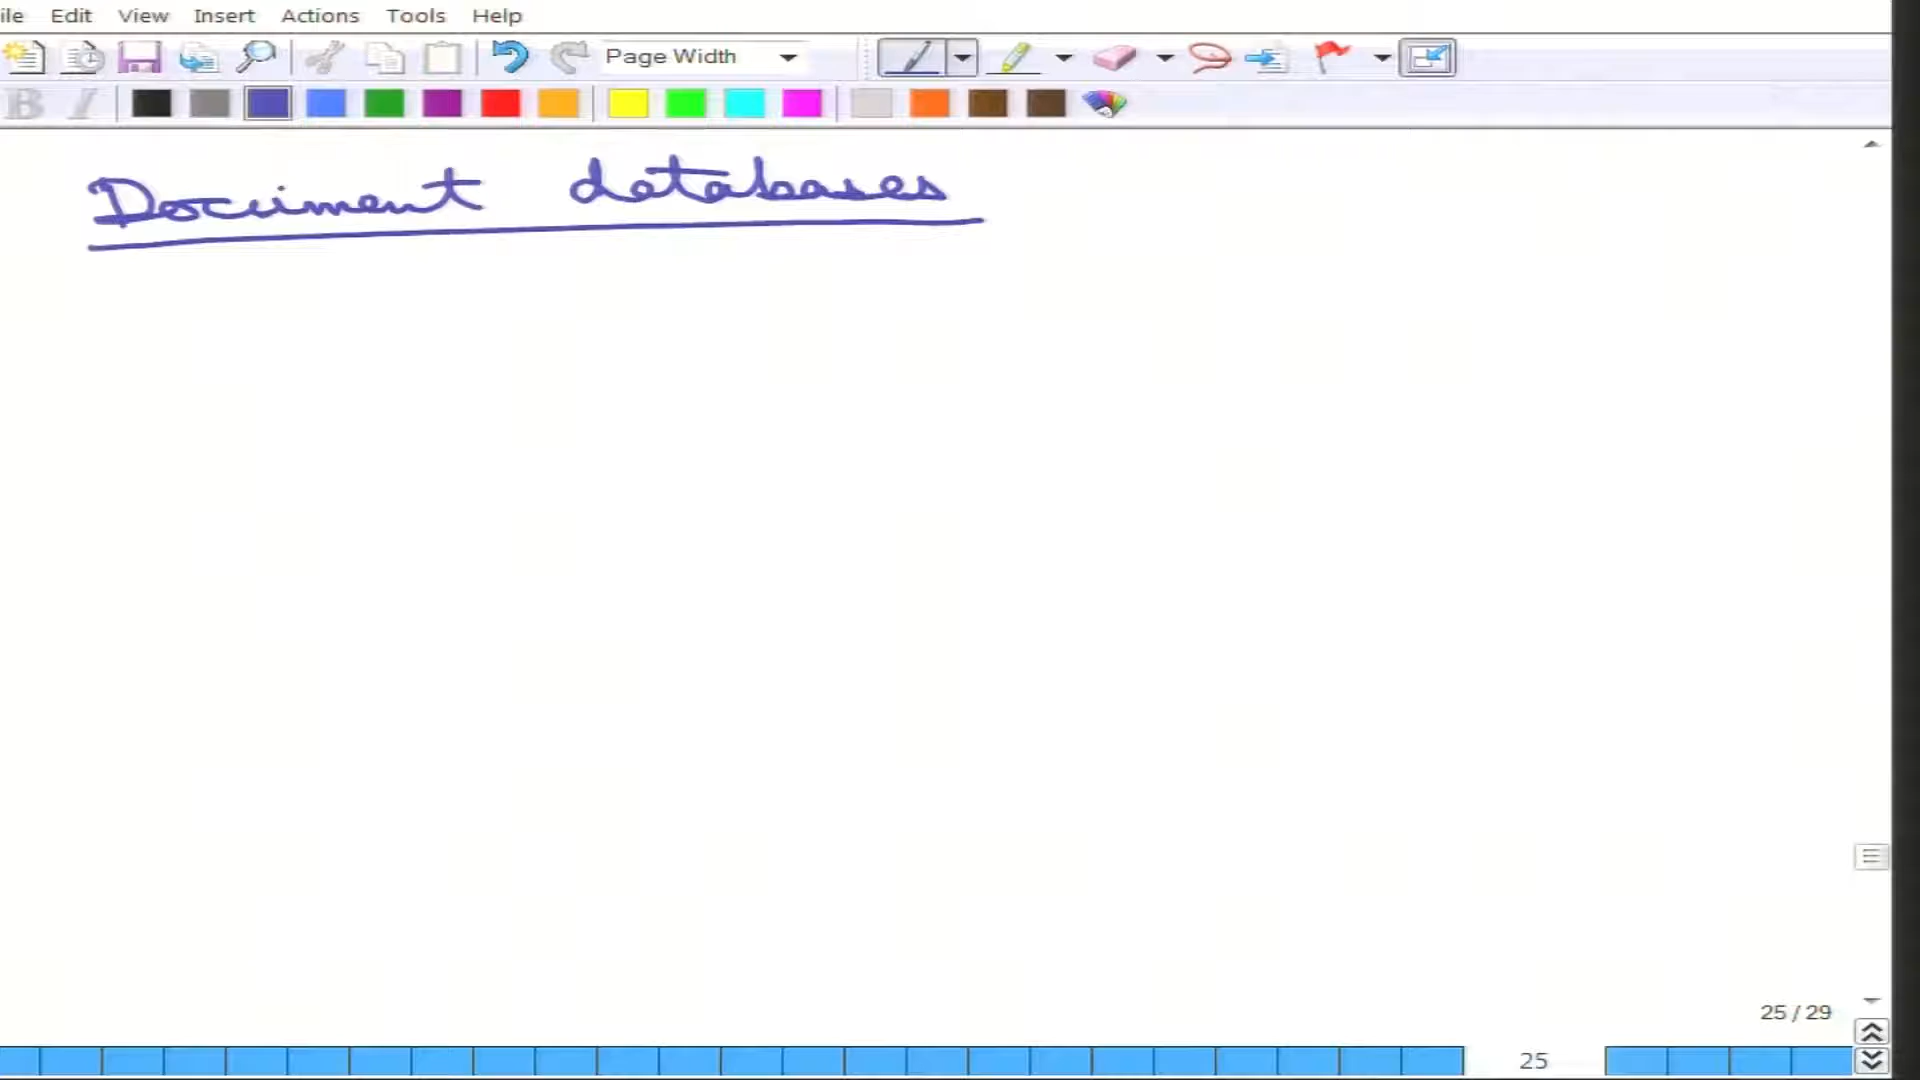 ile Edit View Insert Actions Tools Help
Page Width
B I
Document databases
25 / 29
25